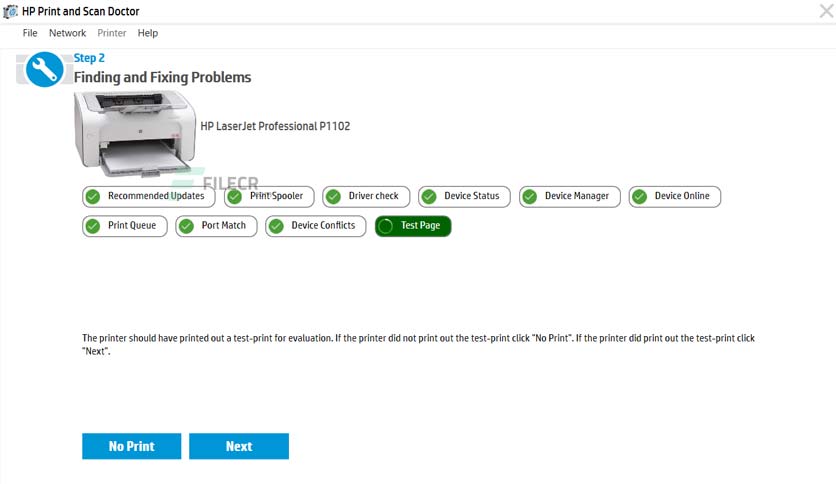 HP Print and Scan Doctor
File Network Printer Help
Step 2
Finding and Fixing Problems
HP LaserJet Professional P1102
FILECR
Recommended Updates Print Spooler Driver check Device Status Device Manager Device Online
Print Queue Port Match Device Conflicts Test Page
The printer should have printed out a test-print for evaluation. If the printer did not print out the test-print click "No Print". If the printer did print out the test-print click
"Next".
No Print Next